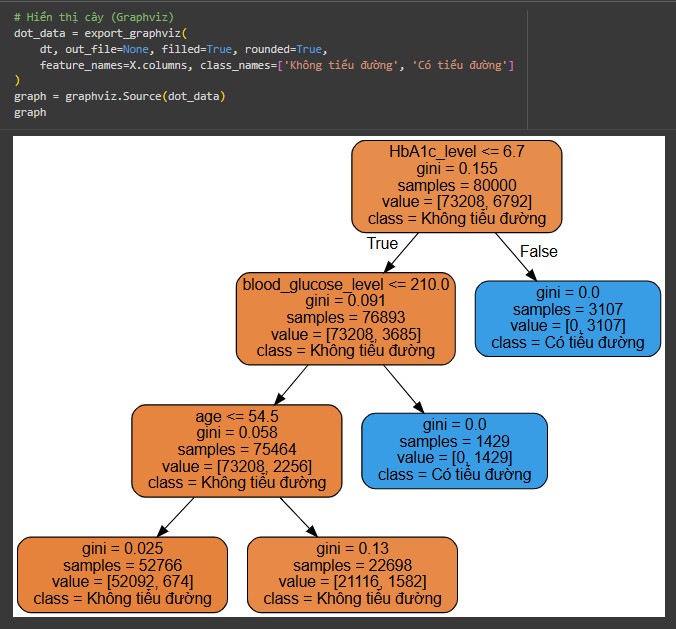 # Hiển thị cây (Graphviz)
dot_data = export_graphviz(
    dt, out_file=None, filled=True, rounded=True,
    feature_names=X.columns, class_names=['Không tiểu đường', 'Có tiểu đường']
)
graph = graphviz.Source(dot_data)
graph
HbA1c_level <= 6.7
gini = 0.155
samples = 80000
value = [73208, 6792]
class = Không tiểu đường
True
False
blood_glucose_level <= 210.0
gini = 0.091
samples = 76893
value = [73208, 3685]
class = Không tiểu đường
gini = 0.0
samples = 3107
value = [0, 3107]
class = Có tiểu đường
age <= 54.5
gini = 0.058
samples = 75464
value = [73208, 2256]
class = Không tiểu đường
gini = 0.0
samples = 1429
value = [0, 1429]
class = Có tiểu đường
gini = 0.025
samples = 52766
value = [52092, 674]
class = Không tiểu đường
gini = 0.13
samples = 22698
value = [21116, 1582]
class = Không tiểu đường